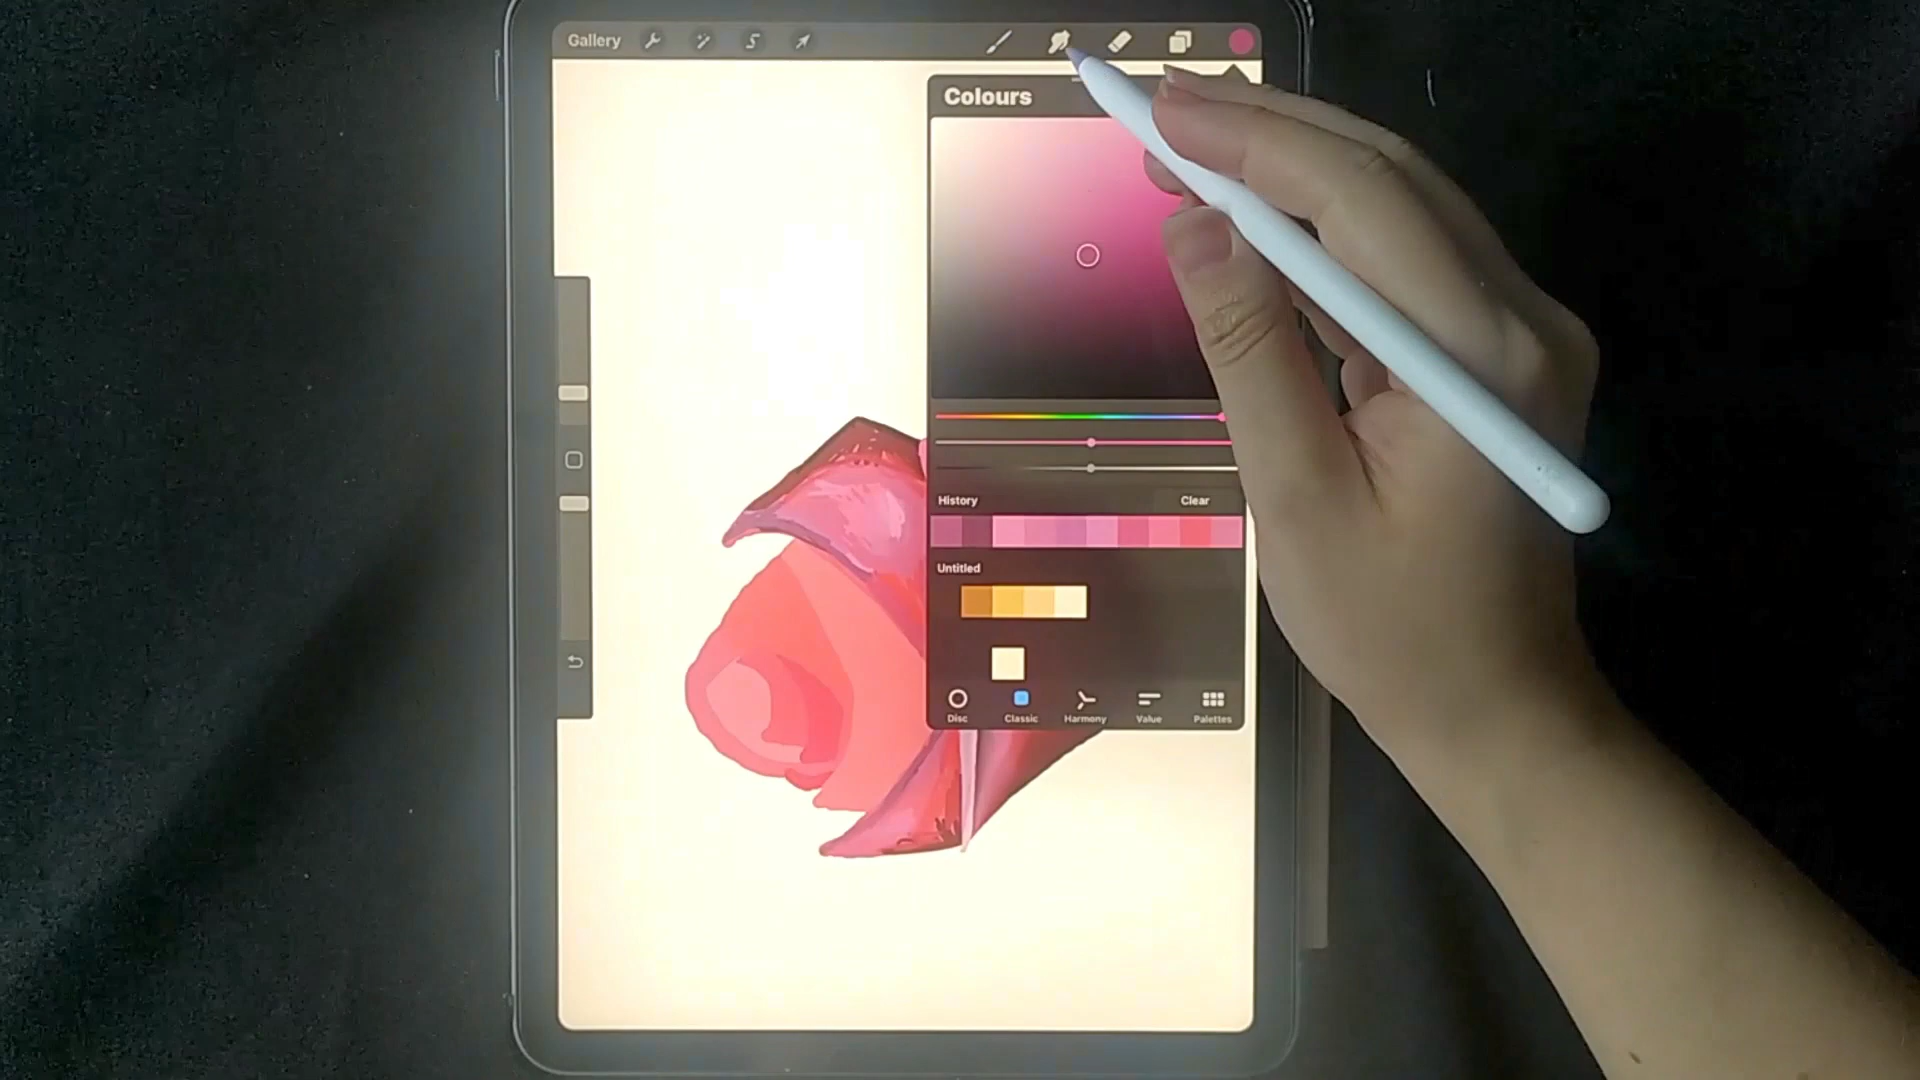 Gallery
Colours
History Clear
Untitled
Disc Classic Harmony Value Palettes